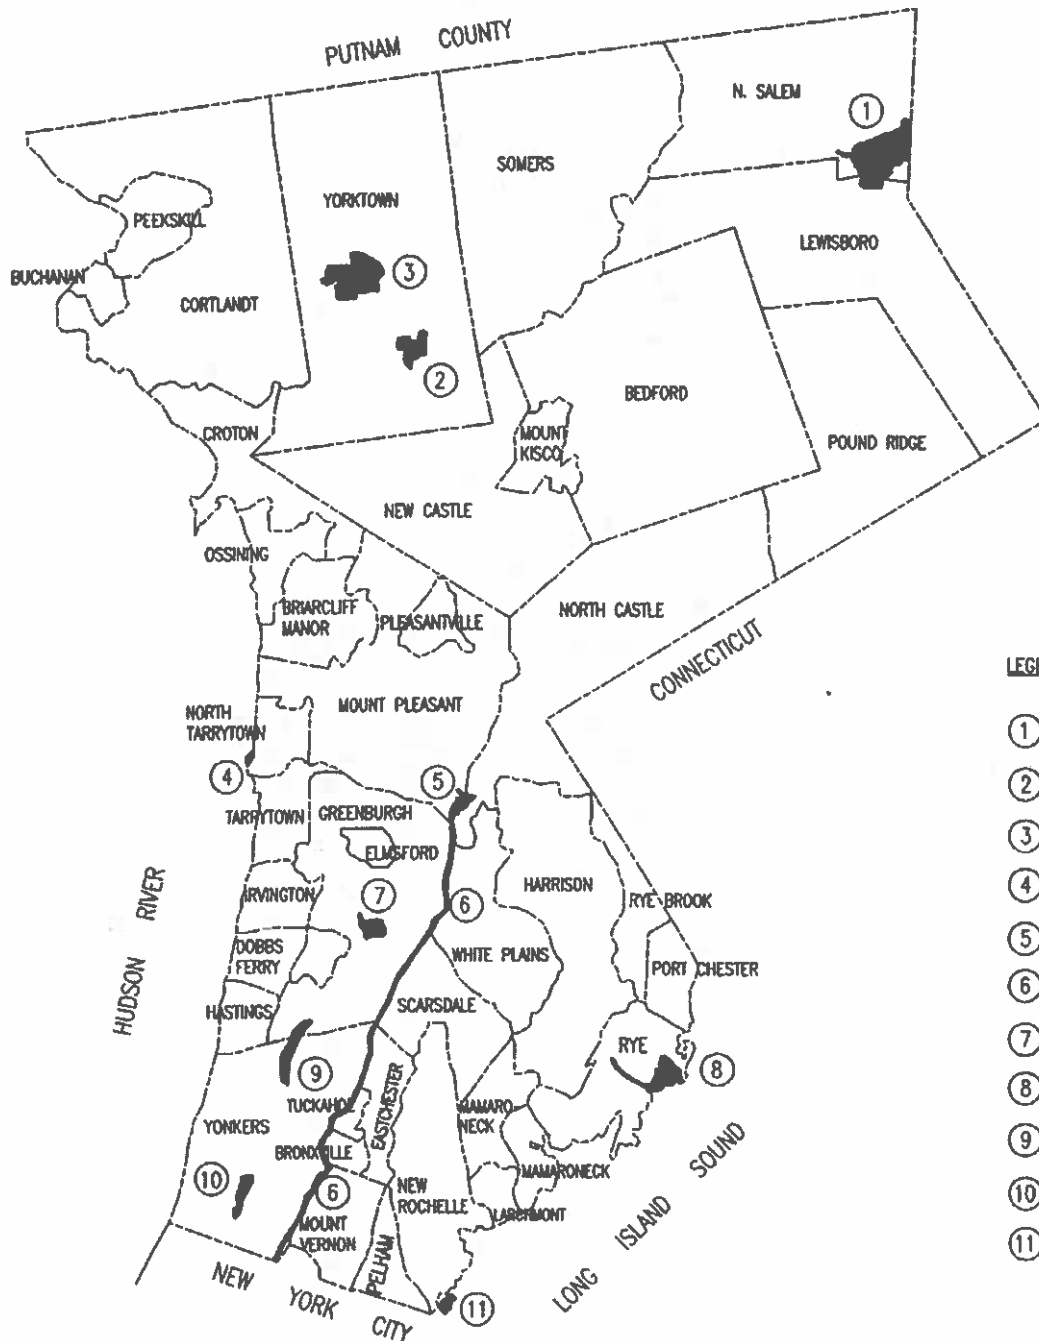 PUTNAM COUNTY
N. SALEM
1
SOMERS
YORKTOWN
PEEKSKILL
LEWISBORO
3
BUCHANAN
CORTLANDT
2
BEDFORD
CROTON
MOUNT
KISCO
POUND RIDGE
NEW CASTLE
OSSINING
BRIARCLIFF
MANOR
PLEASANTVILLE
NORTH CASTLE
CONNECTICUT
MOUNT PLEASANT
NORTH
TARRYTOWN
4
5
TARRYTOWN
GREENBURGH
ELMSFORD
HARRISON
IRVINGTON
7
6
RYE BROOK
HUDSON RIVER
DOBBS
FERRY
WHITE PLAINS
PORT CHESTER
HASTINGS
SCARSDALE
RYE
8
9
TUCKAHOE
EASTCHESTER
MAMARO-
NECK
YONKERS
BRONXVILLE
MAMARONECK
10
6
NEW
ROCHELLE
LARCHMONT
MOUNT
VERNON
PELHAM
LONG ISLAND SOUND
NEW YORK CITY
11
1
2
3
4
5
6
7
8
9
10
11